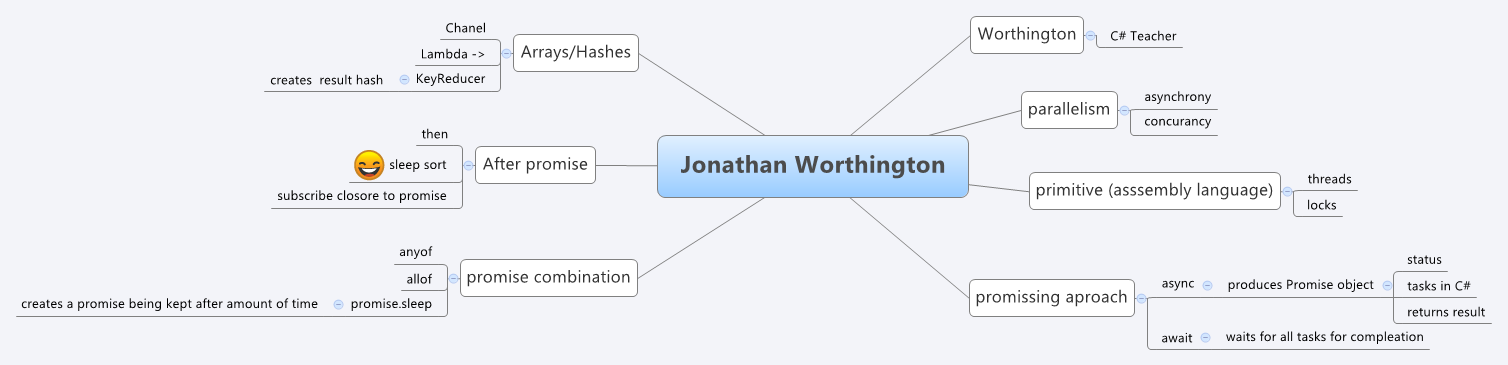 Jonathan Worthington
Worthington
C# Teacher
parallelism
asynchrony
concurancy
primitive (asssembly language)
threads
locks
promissing aproach
async
produces Promise object
status
tasks in C#
returns result
await
waits for all tasks for compleation
Arrays/Hashes
Chanel
Lambda ->
KeyReducer
creates  result hash
After promise
then
sleep sort
subscribe closore to promise
promise combination
anyof
allof
promise.sleep
creates a promise being kept after amount of time